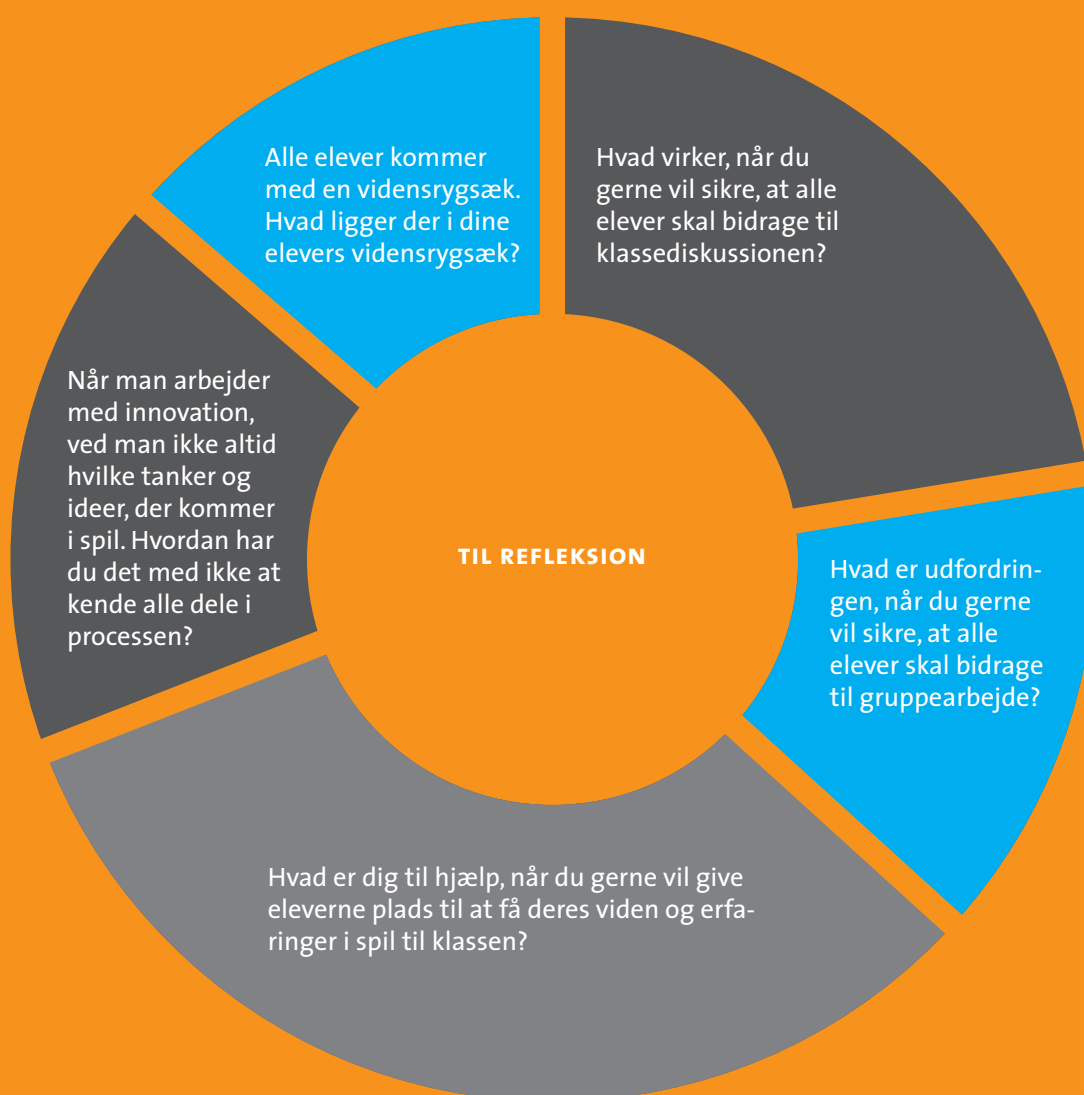 Alle elever kommer
med en vidensrygsæk.
Hvad ligger der i dine
elevers vidensrygsæk?
Hvad virker, når du
gerne vil sikre, at alle
elever skal bidrage til
klassediskussionen?
Når man arbejder
med innovation,
ved man ikke altid
hvilke tanker og
ideer, der kommer
i spil. Hvordan har
du det med ikke at
kende alle dele i
processen?
TIL REFLEKSION
Hvad er udfordrin-
gen, når du gerne
vil sikre, at alle
elever skal bidrage
til gruppearbejde?
Hvad er dig til hjælp, når du gerne vil give
eleverne plads til at få deres viden og erfa-
ringer i spil til klassen?